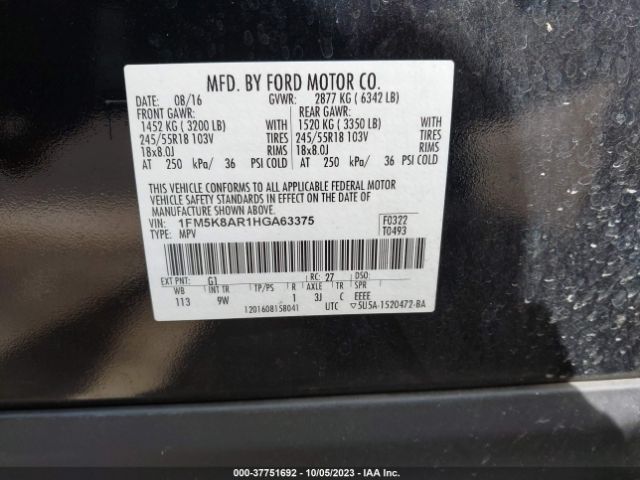 MFD. BY FORD MOTOR CO.
DATE: 08/16 GVWR: 2877 KG ( 6342 LB)
FRONT GAWR: REAR GAWR:
1452 KG ( 3200 LB) WITH 1520 KG ( 3350 LB) WITH
245/55R18 103V TIRES 245/55R18 103V TIRES
18x8.0J RIMS 18x8.0J RIMS
AT 250 kPa/ 36 PSI COLD AT 250 kPa/ 36 PSI COLD
THIS VEHICLE CONFORMS TO ALL APPLICABLE FEDERAL MOTOR
VEHICLE SAFETY STANDARDS IN EFFECT ON THE DATE OF
MANUFACTURE SHOWN ABOVE.
VIN: 1FM5K8AR1HGA63375 F0322
TYPE: MPV T0493
EXT PNT: G1 RC: 27 DSO:
WB INT TR TP/PS R AXLE TR SPR
113 9W 1 3J C EEEE
1201608158041 UTC ▽5U5A-1520472-BA
000-37751692 - 10/05/2023 - IAA Inc.